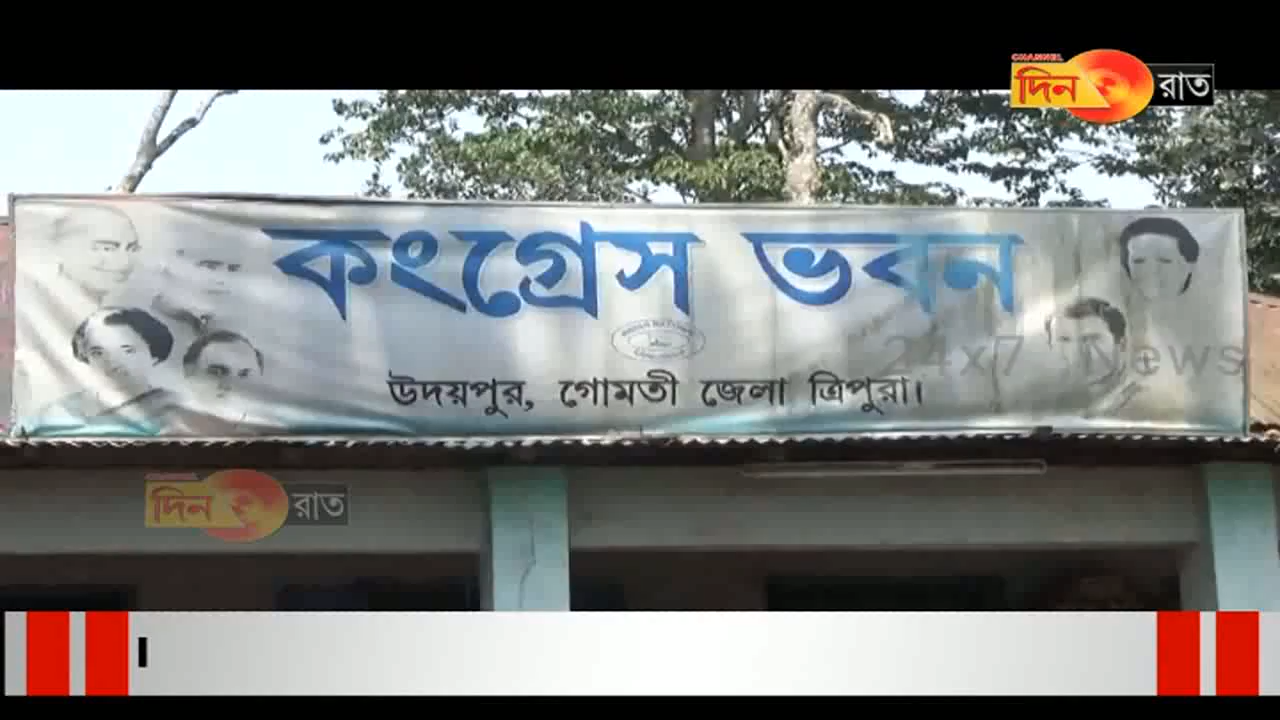 CHANNEL
দিন রাত
কংগ্রেস ভবন
24x7 News
উদয়পুর, গোমতী জেলা ত্রিপুরা।
দিন রাত